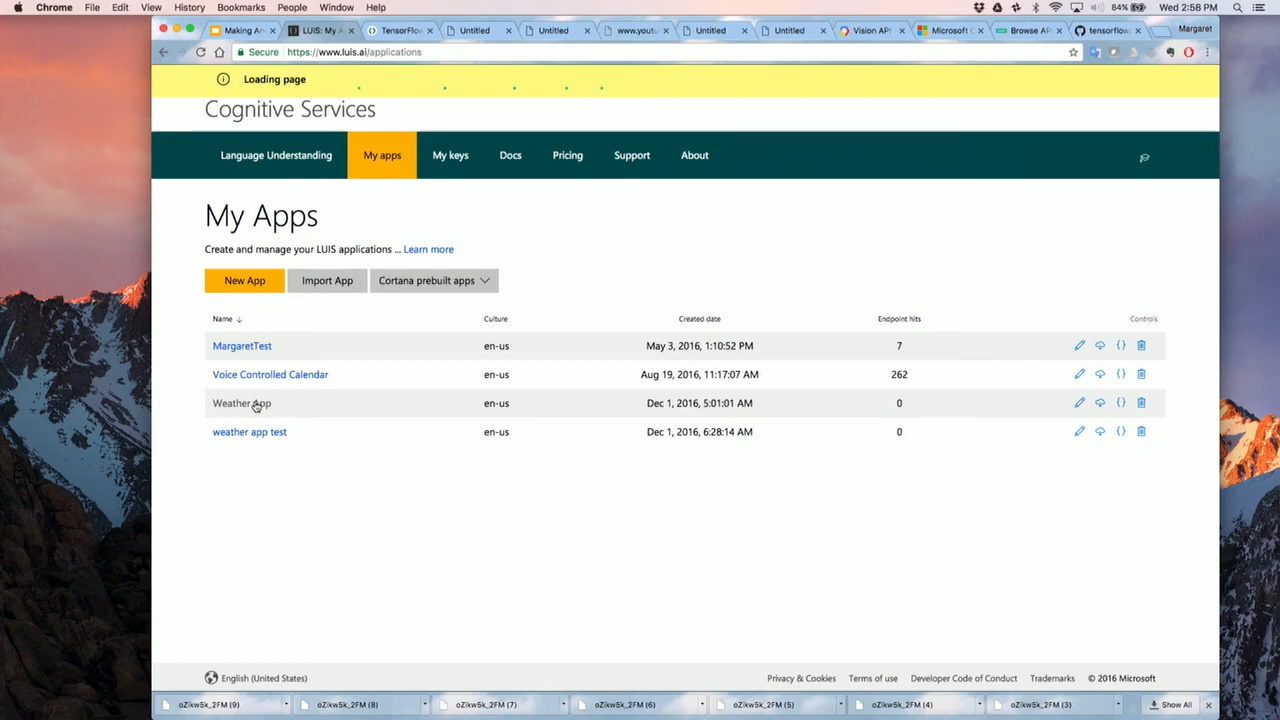 Chrome File Edit View History Bookmarks People Window Help 84% Wed 2:58 PM
LUIS: My A TensorFlow Untitled Untitled www.yout Untitled Untitled Vision API Microsoft C Browse AP tensorflow Margaret
Secure https://www.luis.ai/applications
Loading page
Cognitive Services
Language Understanding My apps My keys Docs Pricing Support About
My Apps
Create and manage your LUIS applications ... Learn more
New App Import App Cortana prebuilt apps
Name Culture Created date Endpoint hits Controls
MargaretTest en-us May 3, 2016, 1:10:52 PM 7
Voice Controlled Calendar en-us Aug 19, 2016, 11:17:07 AM 262
Weather App en-us Dec 1, 2016, 5:01:01 AM 0
weather app test en-us Dec 1, 2016, 6:28:14 AM 0
English (United States) Privacy & Cookies Terms of use Developer Code of Conduct Trademarks © 2016 Microsoft
oZikw5k_2FM (9) oZikw5k_2FM (8) oZikw5k_2FM (7) oZikw5k_2FM (6) oZikw5k_2FM (5) oZikw5k_2FM (4) oZikw5k_2FM (3) Show All